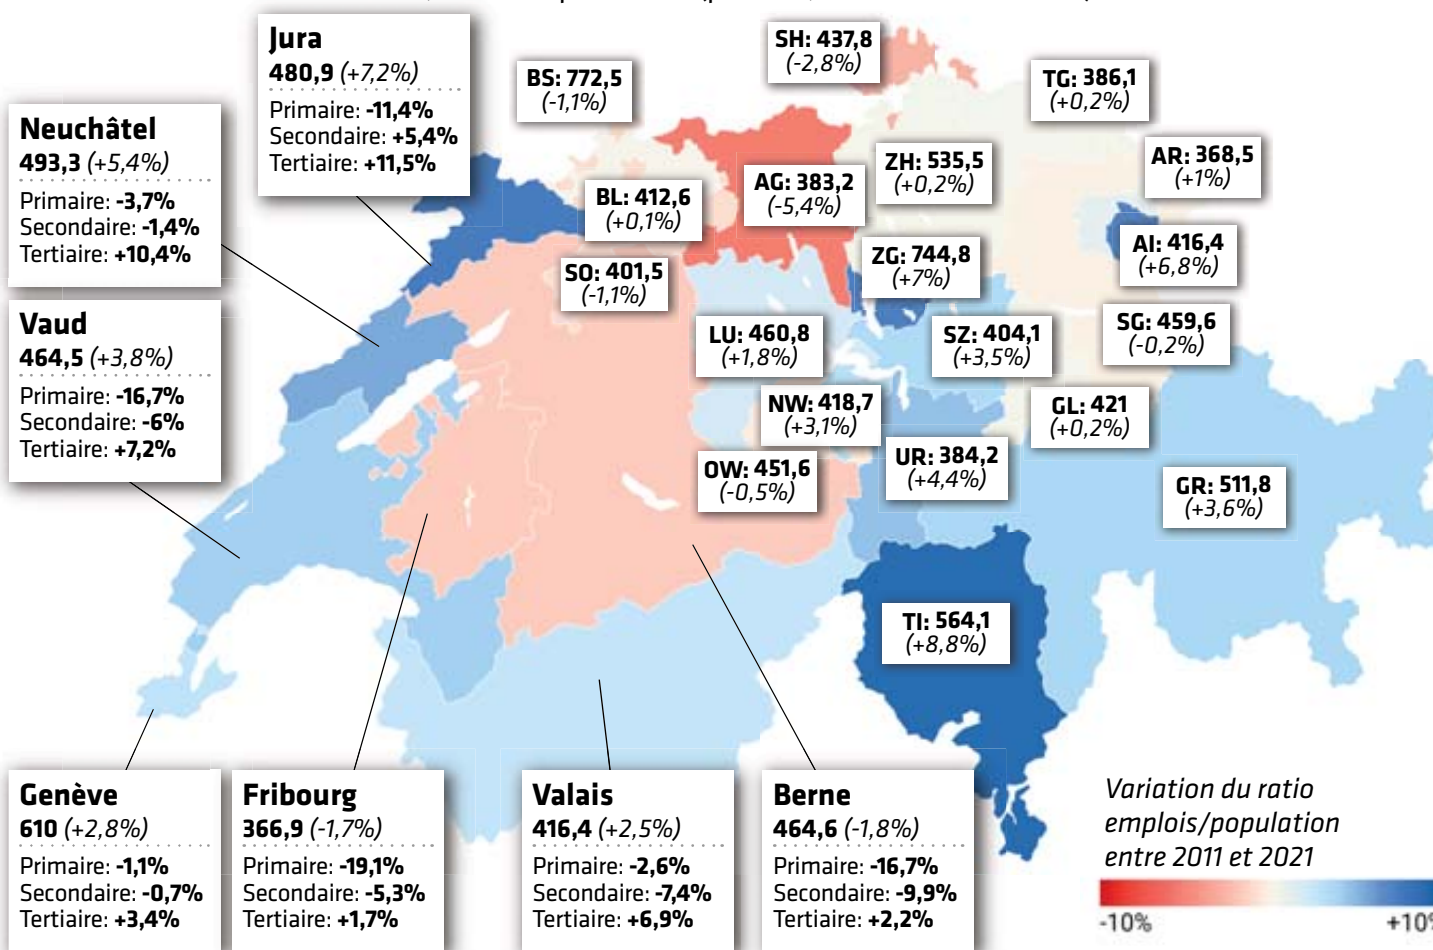 Jura
480,9 (+7,2%)
Primaire: -11,4%
Secondaire: +5,4%
Tertiaire: +11,5%
BS: 772,5
(-1,1%)
SH: 437,8
(-2,8%)
TG: 386,1
(+0,2%)
Neuchâtel
493,3 (+5,4%)
Primaire: -3,7%
Secondaire: -1,4%
Tertiaire: +10,4%
BL: 412,6
(+0,1%)
AG: 383,2
(-5,4%)
ZH: 535,5
(+0,2%)
AR: 368,5
(+1%)
SO: 401,5
(-1,1%)
ZG: 744,8
(+7%)
AI: 416,4
(+6,8%)
Vaud
464,5 (+3,8%)
Primaire: -16,7%
Secondaire: -6%
Tertiaire: +7,2%
LU: 460,8
(+1,8%)
SZ: 404,1
(+3,5%)
SG: 459,6
(-0,2%)
NW: 418,7
(+3,1%)
GL: 421
(+0,2%)
OW: 451,6
(-0,5%)
UR: 384,2
(+4,4%)
GR: 511,8
(+3,6%)
TI: 564,1
(+8,8%)
Genève
610 (+2,8%)
Primaire: -1,1%
Secondaire: -0,7%
Tertiaire: +3,4%
Fribourg
366,9 (-1,7%)
Primaire: -19,1%
Secondaire: -5,3%
Tertiaire: +1,7%
Valais
416,4 (+2,5%)
Primaire: -2,6%
Secondaire: -7,4%
Tertiaire: +6,9%
Berne
464,6 (-1,8%)
Primaire: -16,7%
Secondaire: -9,9%
Tertiaire: +2,2%
Variation du ratio
emplois/population
entre 2011 et 2021
-10%
+10%